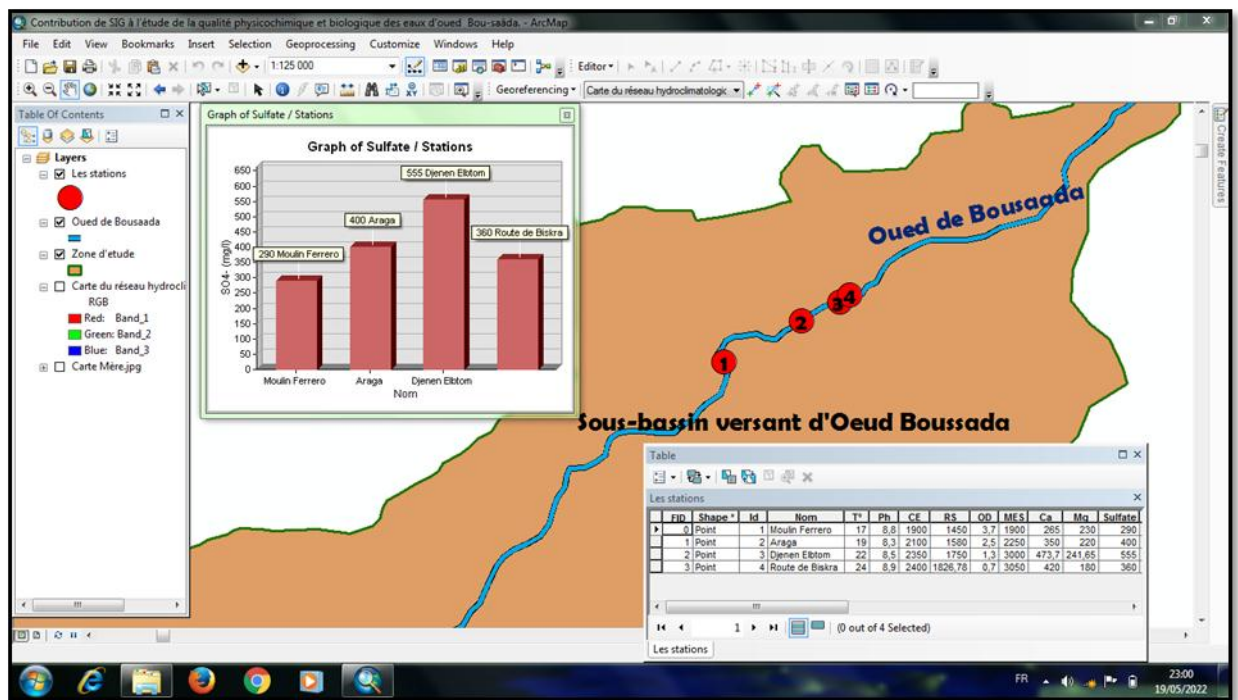 Contribution de SIG à l'étude de la qualité physicochimique et biologique des eaux d'oued Bou-saâda. - ArcMap
File Edit View Bookmarks Insert Selection Geoprocessing Customize Windows Help
1:125 000
Editor
Georeferencing
Carte du réseau hydroclimatologic
Table Of Contents
Layers
Les stations
Oued de Bousaada
Zone d'etude
Carte du réseau hydrocli
RGB
Red: Band_1
Green: Band_2
Blue: Band_3
Carte Mère.jpg
Graph of Sulfate / Stations
Graph of Sulfate / Stations
SO4- (mg/l)
650
600
550
500
450
400
350
300
250
200
150
100
50
0
290 Moulin Ferrero
400 Araga
555 Djenen Elbtom
360 Route de Biskra
Moulin Ferrero Araga Djenen Elbtom
Nom
Oued de Bousaada
1
2
3
4
Sous-bassin versant d'Oeud Boussada
Create Features
Table
Les stations
FID Shape * Id Nom T° Ph CE RS OD MES Ca Mg Sulfate
0 Point 1 Moulin Ferrero 17 8,8 1900 1450 3,7 1900 265 230 290
1 Point 2 Araga 19 8,3 2100 1580 2,5 2250 350 220 400
2 Point 3 Djenen Elbtom 22 8,5 2350 1750 1,3 3000 473,7 241,65 555
3 Point 4 Route de Biskra 24 8,9 2400 1826,78 0,7 3050 420 180 360
1
(0 out of 4 Selected)
Les stations
FR
23:00
19/05/2022